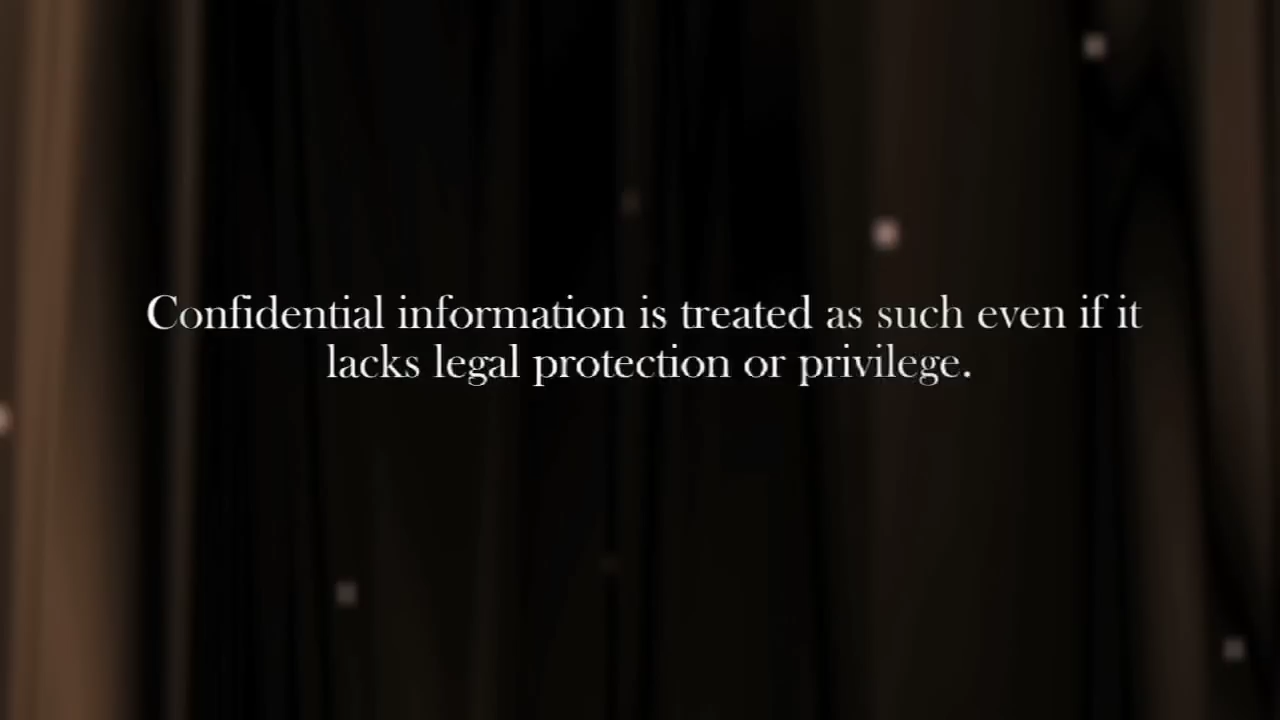 Confidential information is treated as such even if it
lacks legal protection or privilege.